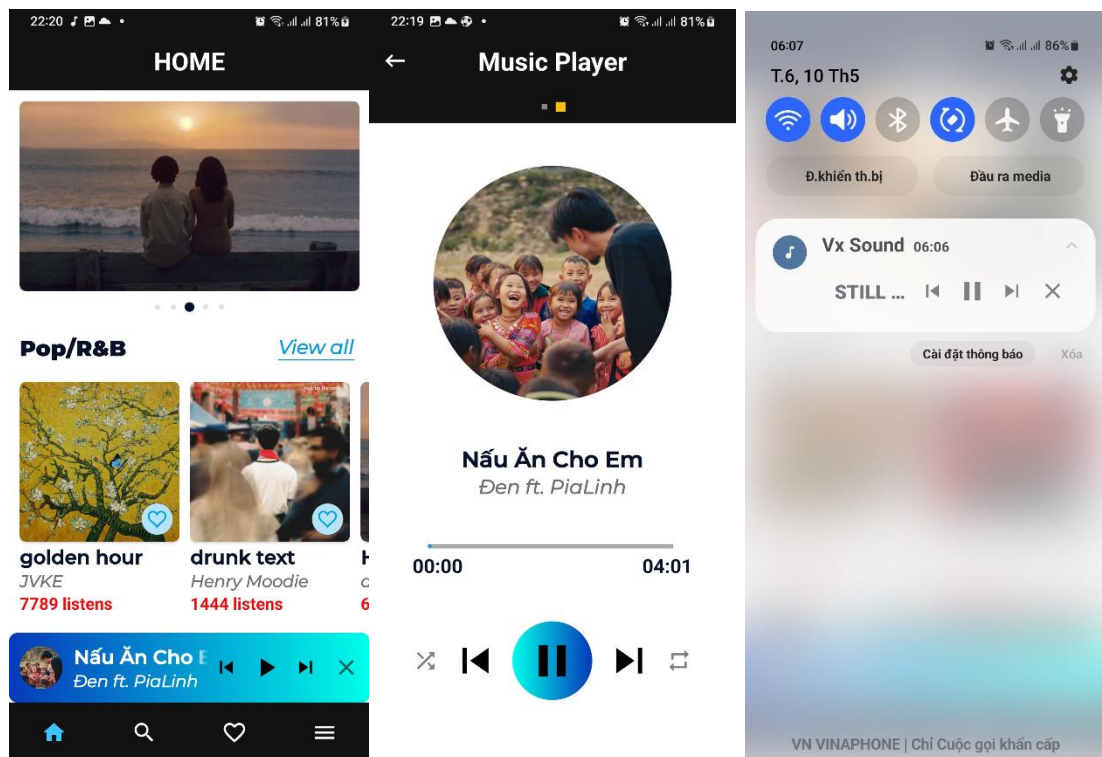 22:20
81%
HOME
Pop/R&B
View all
golden hour
JVKE
7789 listens
drunk text
Henry Moodie
1444 listens
H
6
Nấu Ăn Cho E
Đen ft. PiaLinh
22:19
81%
Music Player
Nấu Ăn Cho Em
Đen ft. PiaLinh
00:00
04:01
06:07
86%
T.6, 10 Th5
Đ.khiển th.bị
Đầu ra media
Vx Sound 06:06
STILL ...
Cài đặt thông báo
Xóa
VN VINAPHONE | Chỉ Cuộc gọi khẩn cấp